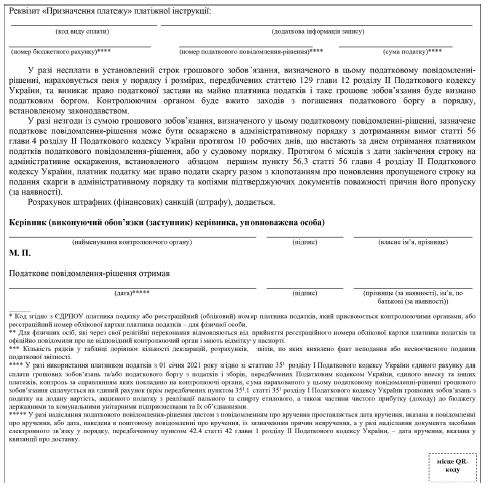 Реквізит «Призначення платежу» платіжної інструкції:
(код виду сплати) (додаткова інформація запису)
(номер бюджетного рахунку)**** (номер податкового повідомлення-рішення)**** (сума податку)****
У разі несплати в установлений строк грошового зобов´язання, визначеного в цьому податковому повідомленні-
рішенні, нараховується пеня у порядку і розмірах, передбачених статтею 129 глави 12 розділу II Податкового кодексу
України, та виникає право податкової застави на майно платника податків і таке грошове зобов'язання буде визнано
податковим боргом. Контролюючим органом буде вжито заходів з погашення податкового боргу в порядку,
встановленому законодавством.
У разі незгоди із сумою грошового зобов'язання, визначеного у цьому податковому повідомленні-рішенні, зазначене
податкове повідомлення-рішення може бути оскаржено в адміністративному порядку з дотриманням вимог статті 56
глави 4 розділу II Податкового кодексу України протягом 10 робочих днів, що настають за днем отримання платником
податків податкового повідомлення-рішення, або у судовому порядку. Протягом 6 місяців з дати закінчення строку на
адміністративне оскарження, встановленого абзацом першим пункту 56.3 статті 56 глави 4 розділу II Податкового
кодексу України, платник податку має право подати скаргу разом з клопотанням про поновлення пропущеного строку на
подання скарги в адміністративному порядку та копіями підтверджуючих документів поважності причин його пропуску
(за наявності).
Розрахунок штрафних (фінансових) санкцій (штрафу), додається.
Керівник (виконуючий обов'язки (заступник) керівника, уповноважена особа)
(найменування контролюючого органу) (підпис) (власне ім'я, прізвище)
М. П.
Податкове повідомлення-рішення отримав
(дата)***** (підпис) (прізвище (за наявності), ім'я, по
батькові (за наявності))
* Код згідно з ЄДРПОУ платника податку або реєстраційний (обліковий) номер платника податків, який присвоюється контролюючими органами, або
реєстраційний номер облікової картки платника податків – для фізичної особи.
** Для фізичних осіб, які через свої релігійні переконання відмовляються від прийняття реєстраційного номера облікової картки платника податків та
офіційно повідомили про це відповідний контролюючий орган і мають відмітку у паспорті.
*** Кількість рядків у таблиці дорівнює кількості декларацій, розрахунків, звітів, по яких виявлено факт неподання або несвоєчасного подання
податкової звітності.
**** У разі використання платником податків з 01 січня 2021 року згідно зі статтею 35¹ розділу I Податкового кодексу України єдиного рахунку для
сплати грошових зобов'язань та/або податкового боргу з податків і зборів, передбачених Податковим кодексом України, єдиного внеску та інших
платежів, контроль за справлянням яких покладено на контролюючі органи, сума нарахованого у цьому податковому повідомленні-рішенні грошового
зобов'язання сплачується на єдиний рахунок (крім передбачених пунктом 35¹.1 статті 35¹ розділу I Податкового кодексу України грошових зобов'язань з
податку на додану вартість, акцизного податку з реалізації пального та спирту етилового, а також частини чистого прибутку (доходу) до бюджету
державними та комунальними унітарними підприємствами та їх об'єднаннями.
***** У разі надіслання податкового повідомлення-рішення листом з повідомленням про вручення проставляється дата вручення, вказана в повідомленні
про вручення, або дата, наведена в поштовому повідомленні про вручення, із зазначенням причин невручення, а у разі надіслання документа засобами
електронного зв'язку у порядку, передбаченому пунктом 42.4 статті 42 глави 1 розділу II Податкового кодексу України, – дата вручення, вказана у
квитанції про доставку.
місце QR-
коду